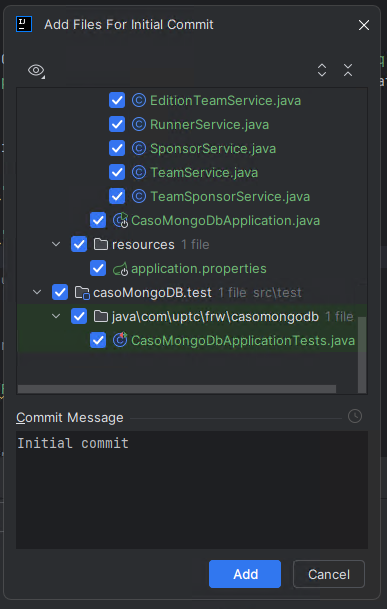 Add Files For Initial Commit
EditionTeamService.java
RunnerService.java
SponsorService.java
TeamService.java
TeamSponsorService.java
CasoMongoDbApplication.java
resources 1 file
application.properties
casoMongoDB.test 1 file src\test
java\com\uptc\frw\casomongodb 1 file
CasoMongoDbApplicationTests.java
Commit Message
Initial commit
Add Cancel